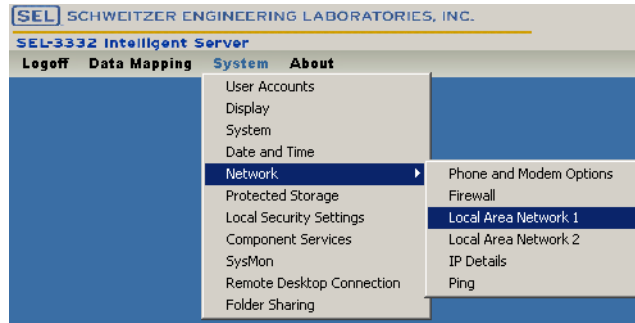 SEL SCHWEITZER ENGINEERING LABORATORIES, INC.
SEL-3332 Intelligent Server
Logoff Data Mapping System About
User Accounts
Display
System
Date and Time
Network
Protected Storage
Local Security Settings
Component Services
SysMon
Remote Desktop Connection
Folder Sharing
Phone and Modem Options
Firewall
Local Area Network 1
Local Area Network 2
IP Details
Ping